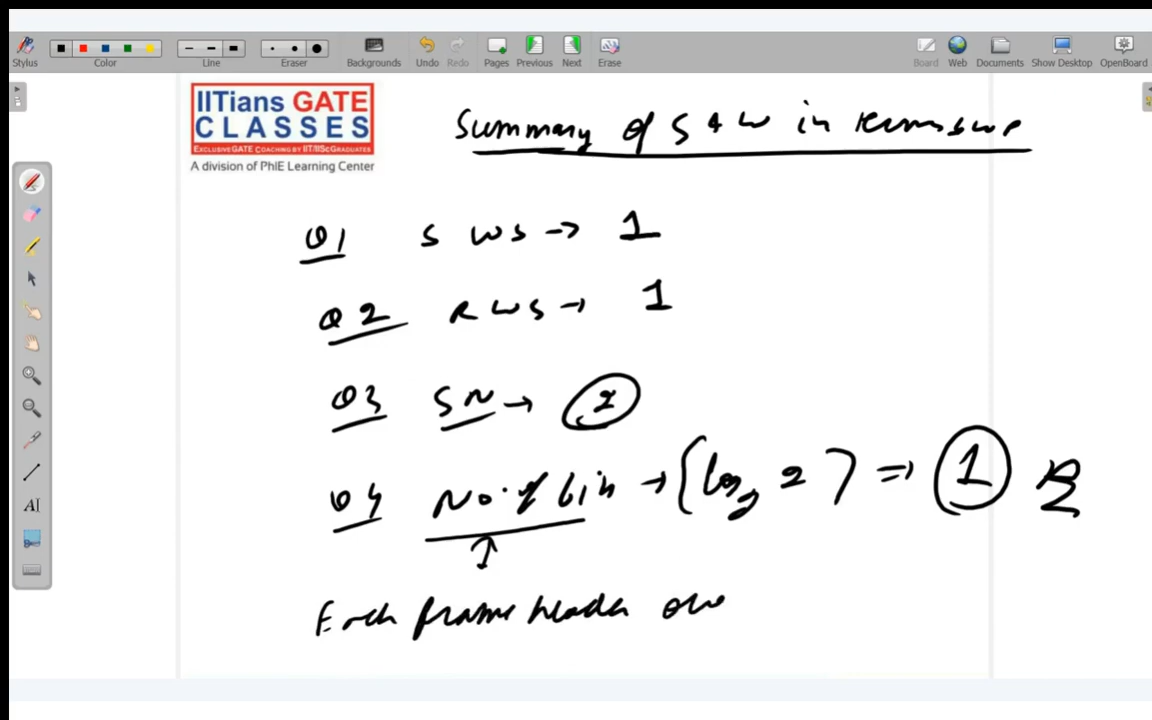 Stylus Color Line Eraser Backgrounds Undo Redo Pages Previous Next Erase Board Web Documents Show Desktop OpenBoard
IITians GATE
CLASSES
EXCLUSIVE GATE COACHING BY IIT/IISc GRADUATES
A division of PhIE Learning Center
Summary of S & W in
Q1 SWS → 1
Q2 RWS → 1
Q3 SN → 2
Q4 No. of bits → ⌈log₂ 2⌉ ⇒ 1
Each frame header
AI